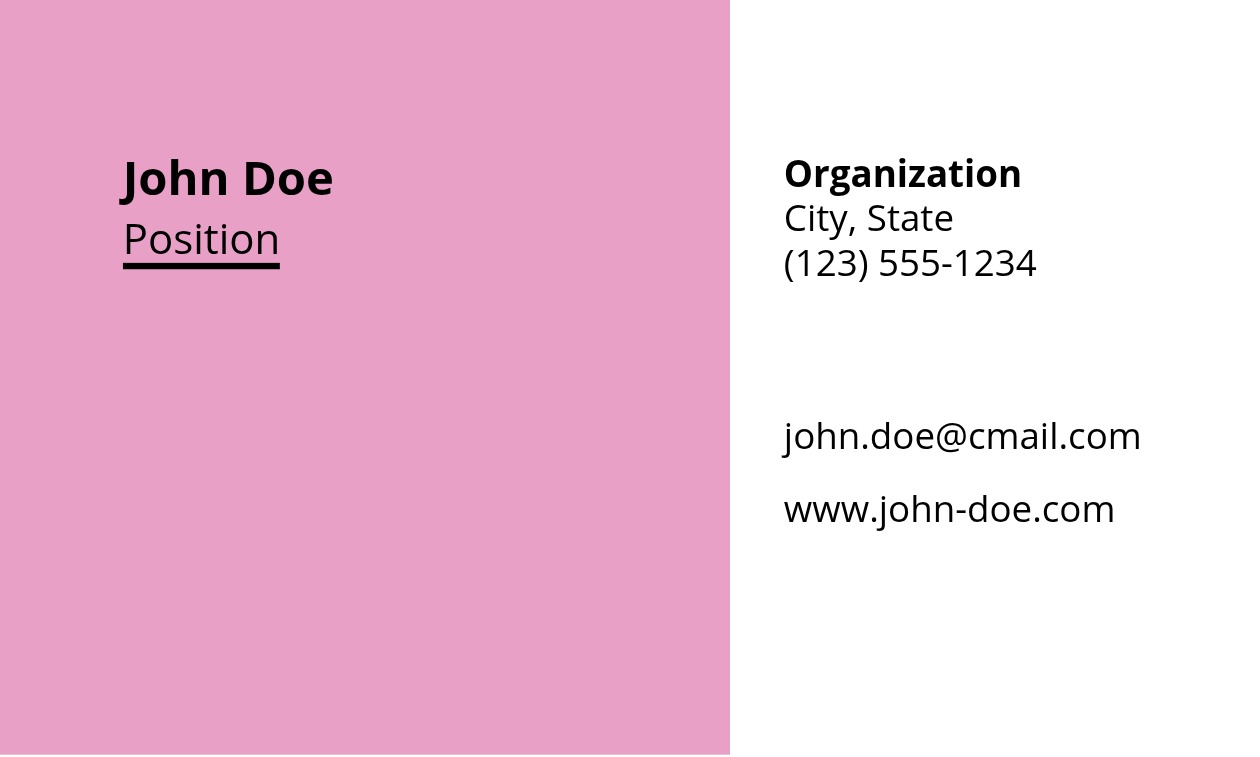 John Doe
Position
Organization
City, State
(123) 555-1234
john.doe@cmail.com
www.john-doe.com